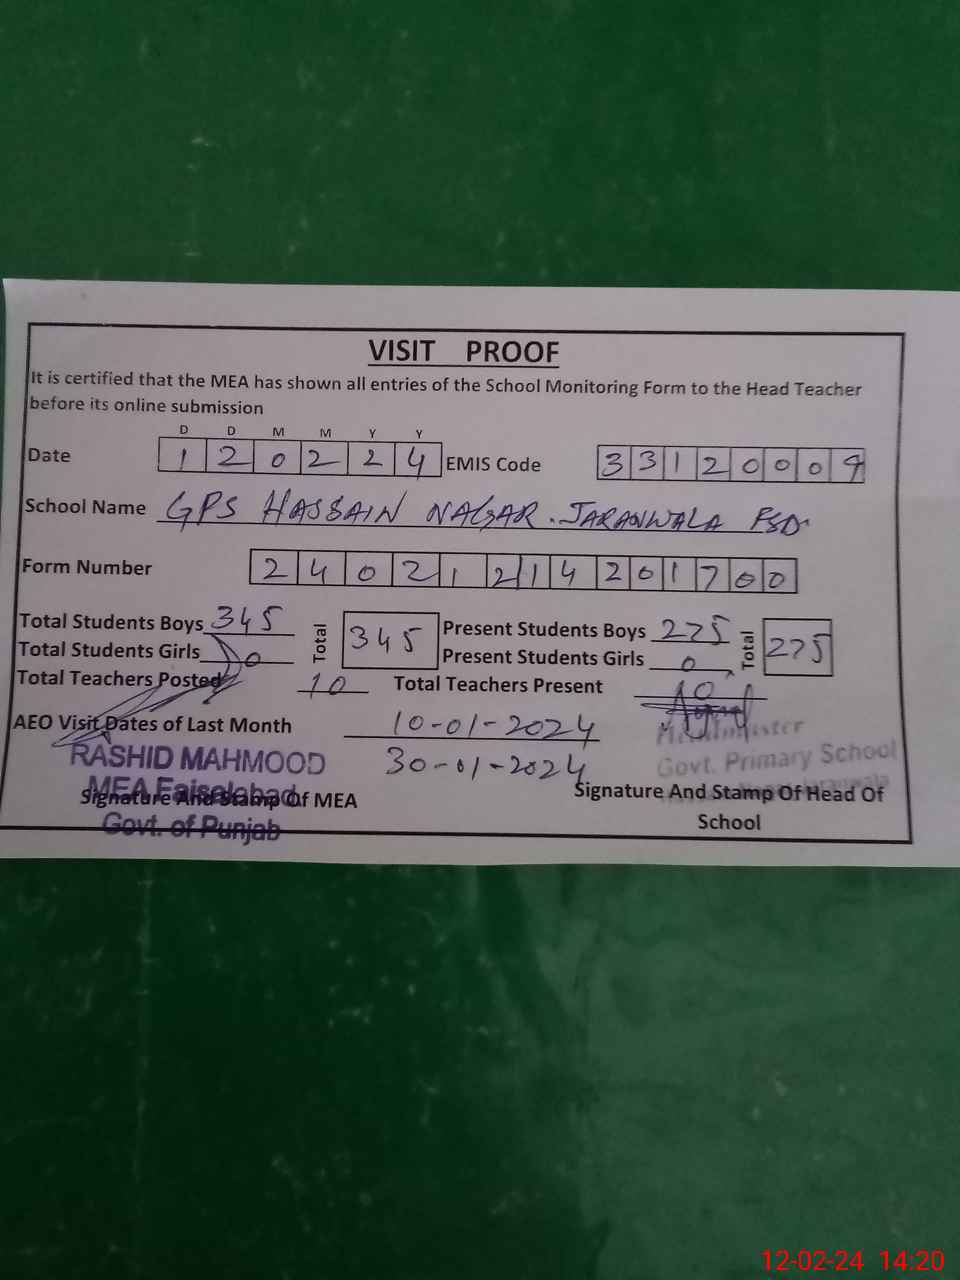 VISIT PROOF
It is certified that the MEA has shown all entries of the School Monitoring Form to the Head Teacher
before its online submission
D D M M Y Y
Date 1 2 0 2 2 4 EMIS Code 3 3 1 2 0 0 0 9
School Name GPS HASSAIN NAGAR. JARANWALA FSD
Form Number 2 4 0 2 1 2 1 4 2 0 1 7 0 0
Total Students Boys 345 Total 345 Present Students Boys 275 Total 275
Total Students Girls 0 Present Students Girls 0
Total Teachers Posted 10 Total Teachers Present 10
AEO Visit Dates of Last Month 10-01-2024
30-01-2024
RASHID MAHMOOD
MEA Faisalabad
Govt. of Punjab
Signature And Stamp Of MEA
Govt. Primary School
Signature And Stamp Of Head Of
School
12-02-24 14:20